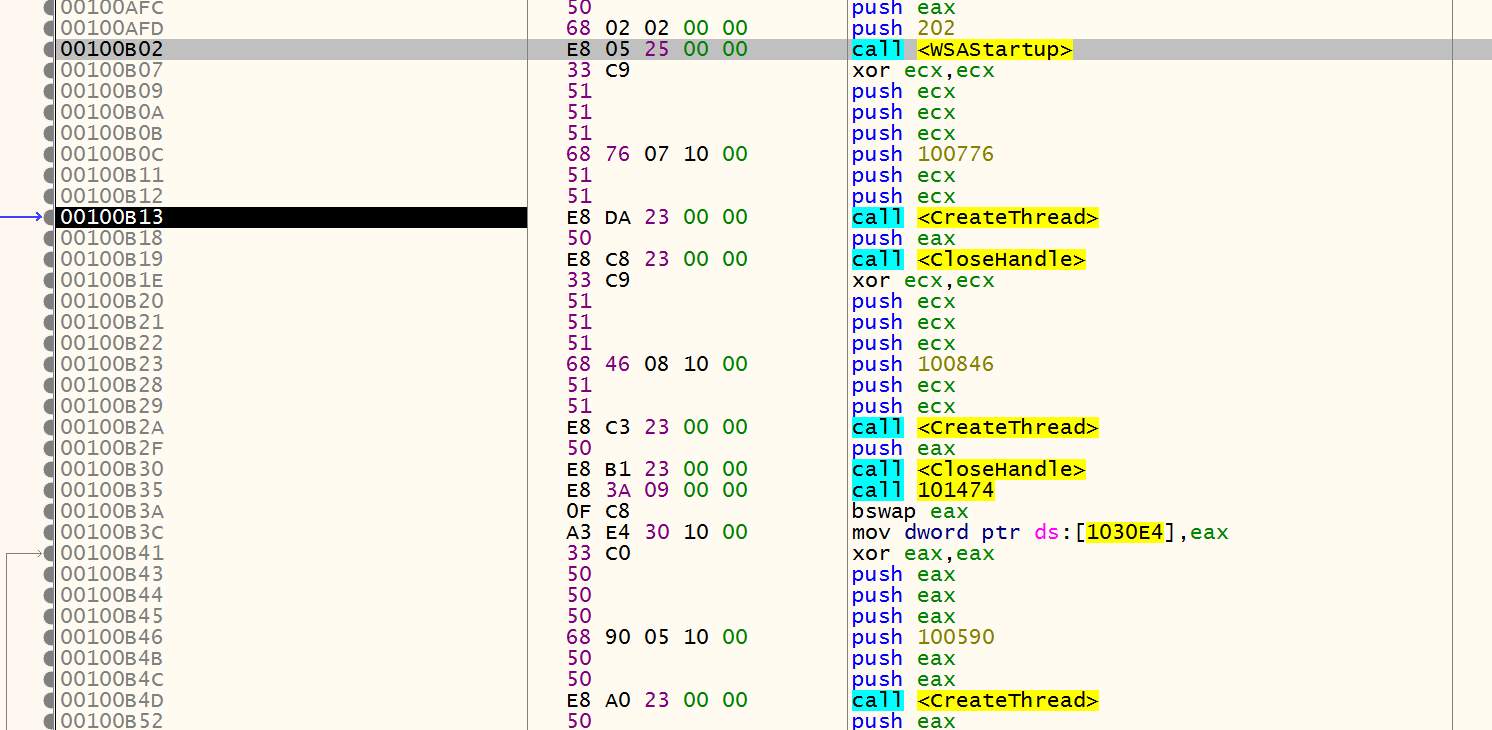 00100AFC 50 push eax
00100AFD 68 02 02 00 00 push 202
00100B02 E8 05 25 00 00 call <WSAStartup>
00100B07 33 C9 xor ecx,ecx
00100B09 51 push ecx
00100B0A 51 push ecx
00100B0B 51 push ecx
00100B0C 68 76 07 10 00 push 100776
00100B11 51 push ecx
00100B12 51 push ecx
00100B13 E8 DA 23 00 00 call <CreateThread>
00100B18 50 push eax
00100B19 E8 C8 23 00 00 call <CloseHandle>
00100B1E 33 C9 xor ecx,ecx
00100B20 51 push ecx
00100B21 51 push ecx
00100B22 51 push ecx
00100B23 68 46 08 10 00 push 100846
00100B28 51 push ecx
00100B29 51 push ecx
00100B2A E8 C3 23 00 00 call <CreateThread>
00100B2F 50 push eax
00100B30 E8 B1 23 00 00 call <CloseHandle>
00100B35 E8 3A 09 00 00 call 101474
00100B3A 0F C8 bswap eax
00100B3C A3 E4 30 10 00 mov dword ptr ds:[1030E4],eax
00100B41 33 C0 xor eax,eax
00100B43 50 push eax
00100B44 50 push eax
00100B45 50 push eax
00100B46 68 90 05 10 00 push 100590
00100B4B 50 push eax
00100B4C 50 push eax
00100B4D E8 A0 23 00 00 call <CreateThread>
00100B52 50 push eax